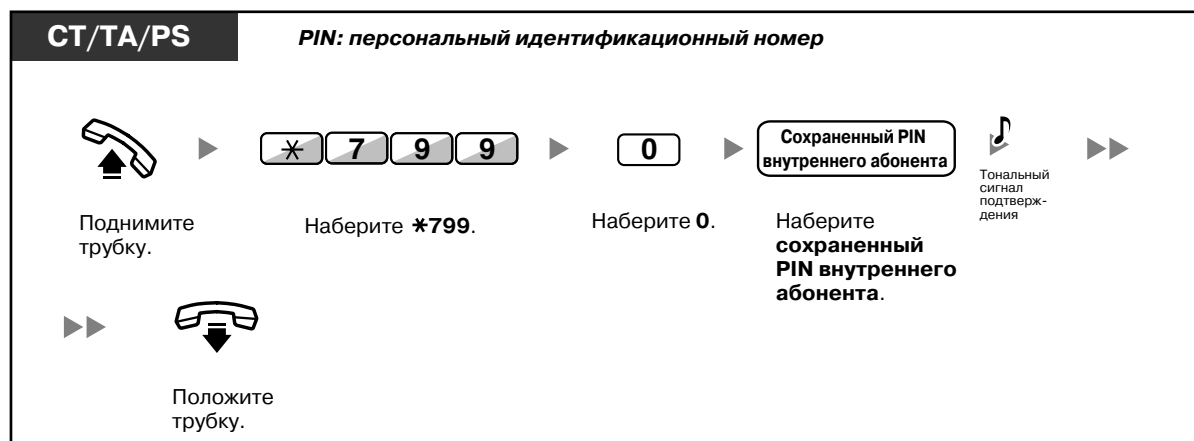 CT/TA/PS
PIN: персональный идентификационный номер
* 7 9 9
0
Сохраненный PIN
внутреннего абонента
Тональный
сигнал
подтверж-
дения
Поднимите
трубку.
Наберите *799.
Наберите 0.
Наберите
сохраненный
PIN внутреннего
абонента.
Положите
трубку.